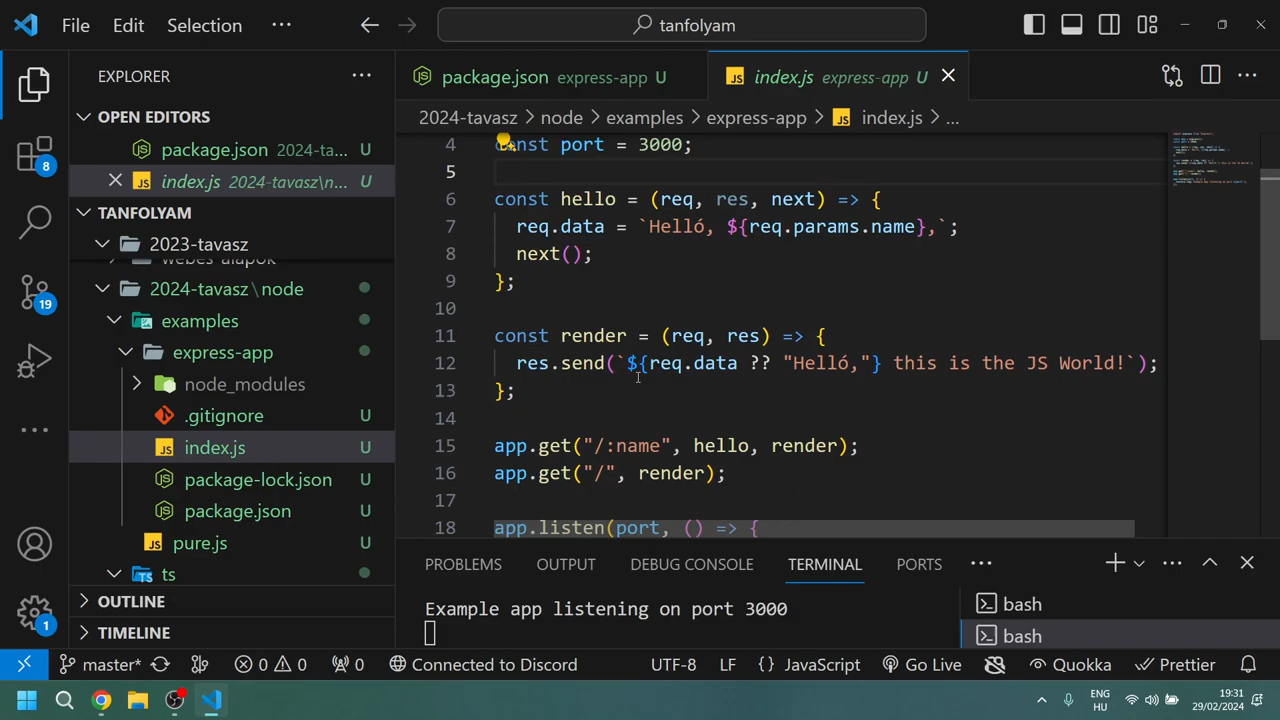 File Edit Selection ··· tanfolyam
EXPLORER ···
OPEN EDITORS
package.json 2024-ta... U
index.js 2024-tavasz\n... U
TANFOLYAM
2023-tavasz
webes-alapok
2024-tavasz\node
examples
express-app
node_modules
.gitignore U
index.js U
package-lock.json U
package.json U
pure.js U
ts
OUTLINE
TIMELINE
8
19
1
package.json express-app U index.js express-app U
2024-tavasz > node > examples > express-app > index.js > ...
4 const port = 3000;
5
6 const hello = (req, res, next) => {
7 req.data = `Helló, ${req.params.name},`;
8 next();
9 };
10
11 const render = (req, res) => {
12 res.send(`${req.data ?? "Helló,"} this is the JS World!`);
13 };
14
15 app.get("/:name", hello, render);
16 app.get("/", render);
17
18 app.listen(port, () => {
PROBLEMS OUTPUT DEBUG CONSOLE TERMINAL PORTS ···
Example app listening on port 3000
bash
bash
master* 0 0 0 Connected to Discord UTF-8 LF {} JavaScript Go Live Quokka Prettier
ENG
HU
19:31
29/02/2024